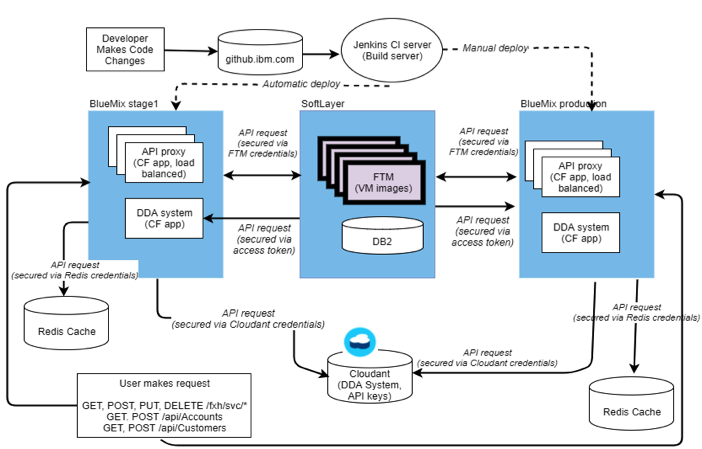 Developer
Makes Code
Changes
github.ibm.com
Jenkins CI server
(Build server)
Manual deploy
Automatic deploy
BlueMix stage1
SoftLayer
BlueMix production
API proxy
(CF app, load
balanced)
DDA system
(CF app)
API request
(secured via
FTM credentials)
API request
(secured via
access token)
FTM
(VM images)
DB2
API request
(secured via
FTM credentials)
API request
(secured via
access token)
API proxy
(CF app, load
balanced)
DDA system
(CF app)
API request
(secured via Redis credentials)
Redis Cache
API request
(secured via Cloudant credentials)
Cloudant
(DDA System,
API keys)
API request
(secured via Cloudant credentials)
API request
(secured via Redis credentials)
Redis Cache
User makes request
GET, POST, PUT, DELETE /fxh/svc/*
GET. POST /api/Accounts
GET, POST /api/Customers